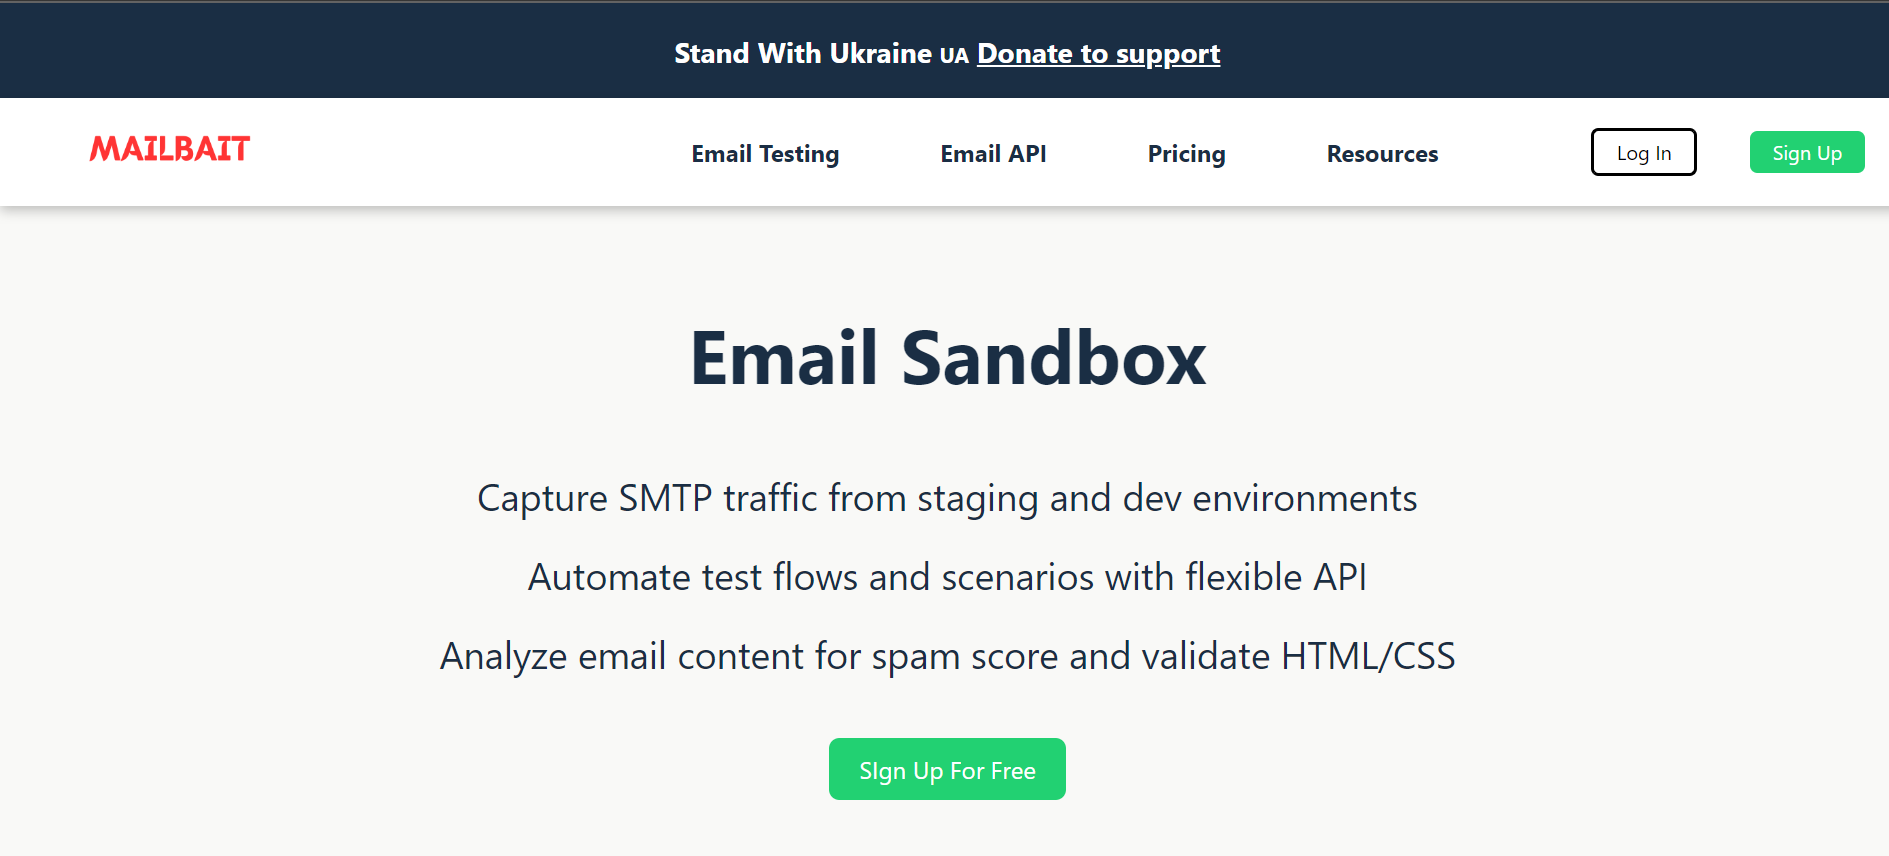 Stand With Ukraine UA Donate to support
MAILBAIT
Email Testing
Email API
Pricing
Resources
Log In
Sign Up
Email Sandbox
Capture SMTP traffic from staging and dev environments
Automate test flows and scenarios with flexible API
Analyze email content for spam score and validate HTML/CSS
SIgn Up For Free